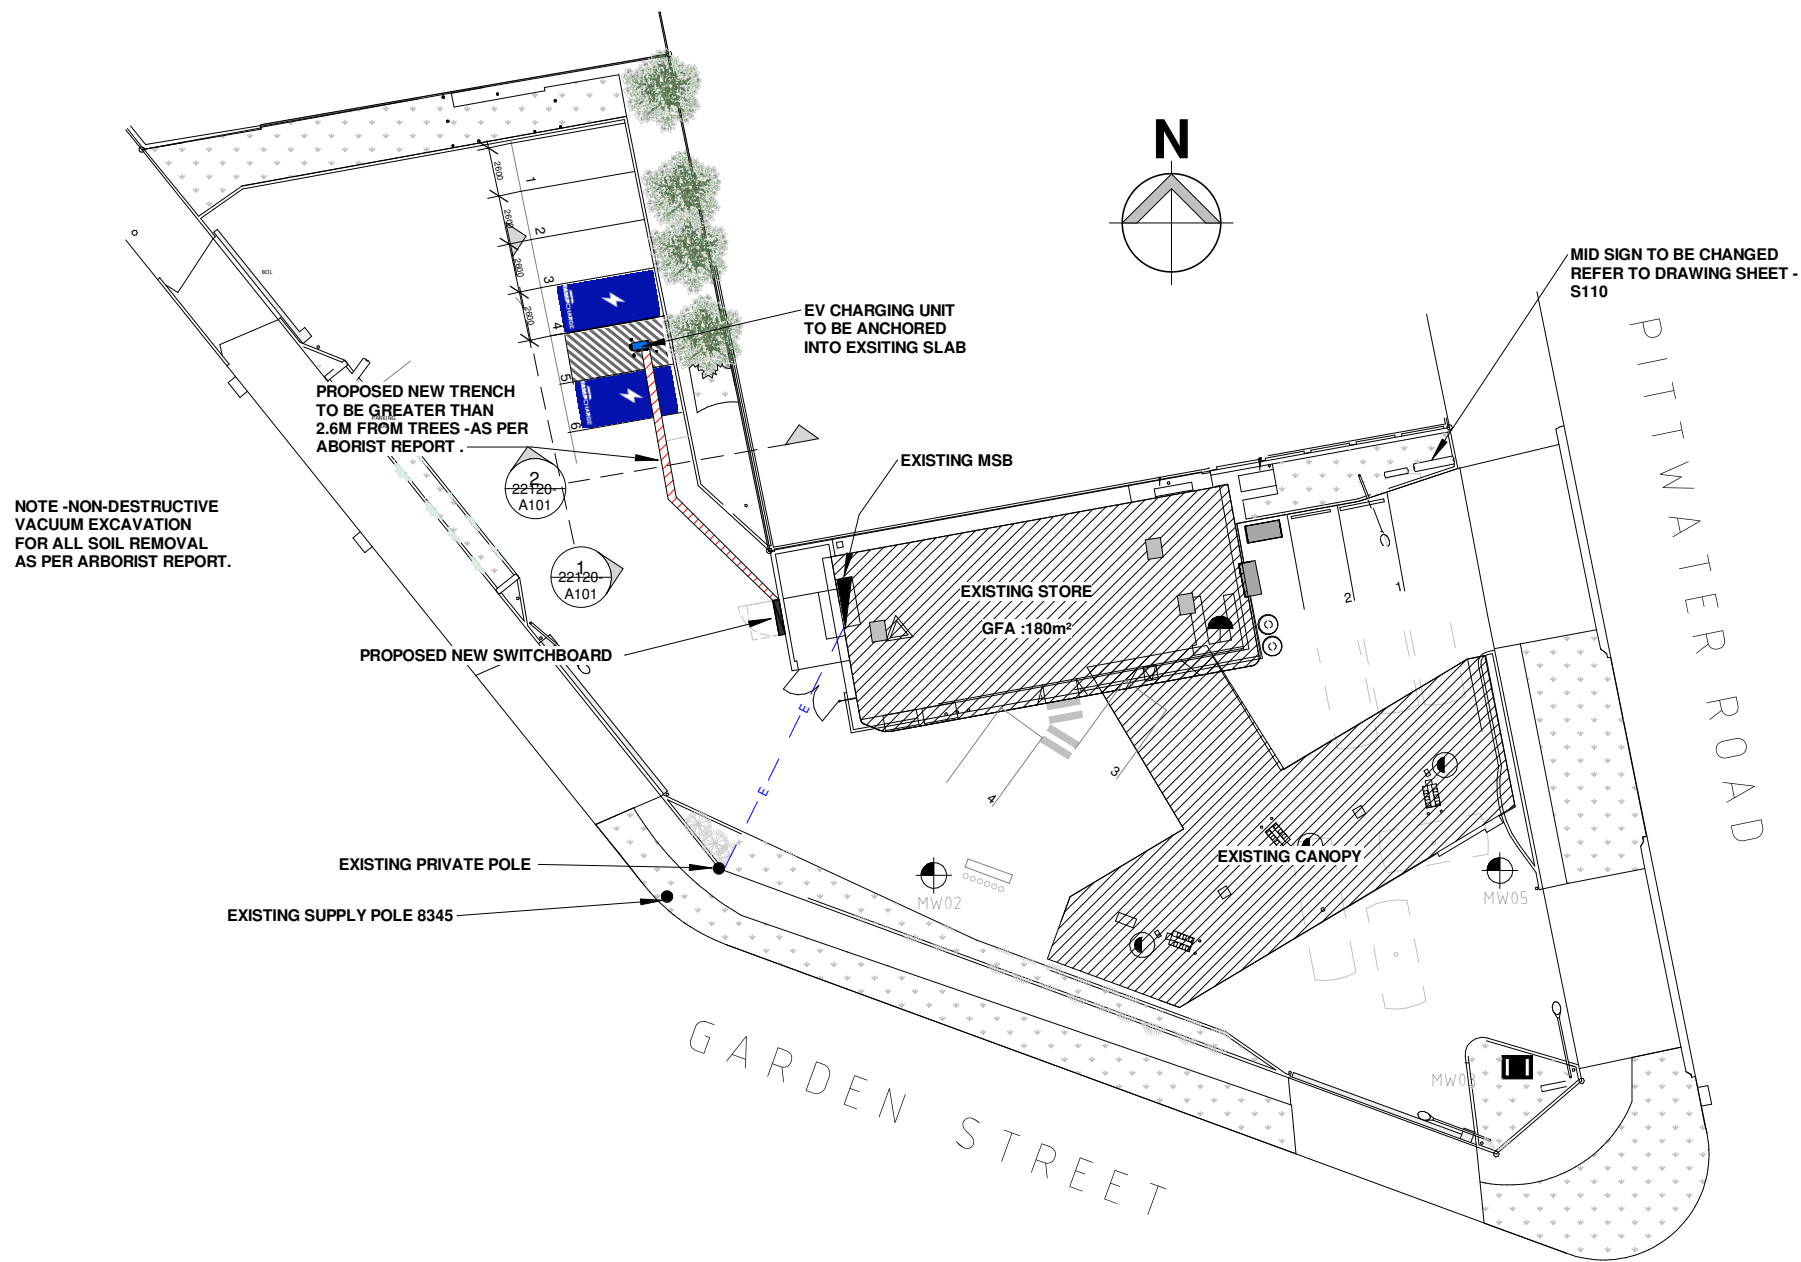 N
MID SIGN TO BE CHANGED
REFER TO DRAWING SHEET -
S110
EV CHARGING UNIT
TO BE ANCHORED
INTO EXSITING SLAB
2600
2600
2600
2600
1
2
3
4
5
6
BOL
PARKING
PROPOSED NEW TRENCH
TO BE GREATER THAN
2.6M FROM TREES -AS PER
ABORIST REPORT .
EXISTING MSB
2
22120-
A101
1
22120-
A101
NOTE -NON-DESTRUCTIVE
VACUUM EXCAVATION
FOR ALL SOIL REMOVAL
AS PER ARBORIST REPORT.
EXISTING STORE
GFA :180m²
PROPOSED NEW SWITCHBOARD
E
E
1
2
3
4
EXISTING PRIVATE POLE
EXISTING SUPPLY POLE 8345
EXISTING CANOPY
MW02
MW05
MW03
PITTWATER ROAD
GARDEN STREET